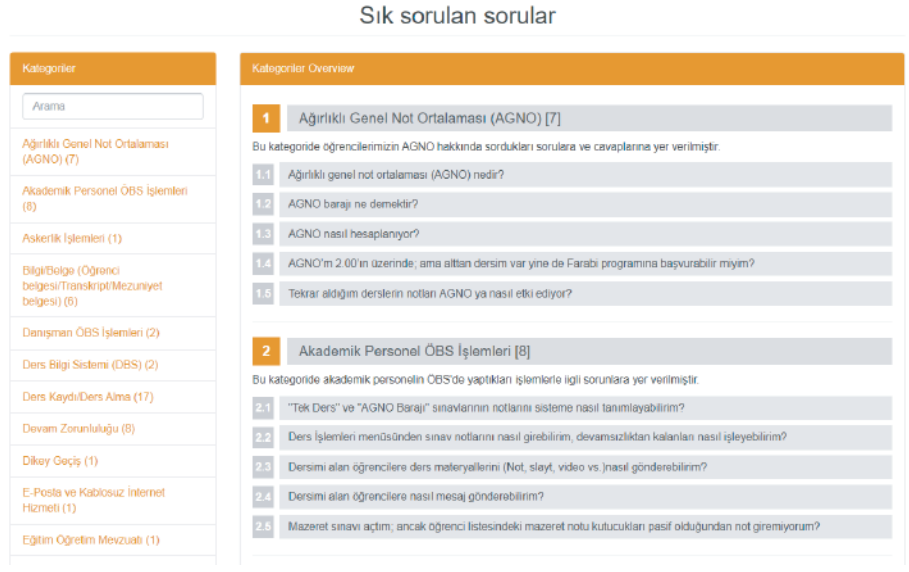 Sık sorulan sorular
Kategoriler
Arama
Ağırlıklı Genel Not Ortalaması
(AGNO) (7)
Akademik Personel ÖBS İşlemleri
(8)
Askerlik İşlemleri (1)
Bilgi/Belge (Öğrenci
belgesi/Transkript/Mezuniyet
belgesi) (6)
Danışman ÖBS İşlemleri (2)
Ders Bilgi Sistemi (DBS) (2)
Ders Kaydı/Ders Alma (17)
Devam Zorunluluğu (8)
Dikey Geçiş (1)
E-Posta ve Kablosuz İnternet
Hizmeti (1)
Eğitim Öğretim Mevzuatı (1)
Kategoriler Overview
1 Ağırlıklı Genel Not Ortalaması (AGNO) [7]
Bu kategoride öğrencilerimizin AGNO hakkında sordukları sorulara ve cavaplarına yer verilmiştir.
1.1 Ağırlıklı genel not ortalaması (AGNO) nedir?
1.2 AGNO barajı ne demektir?
1.3 AGNO nasıl hesaplanıyor?
1.4 AGNO'm 2.00'ın üzerinde; ama alttan dersim var yine de Farabi programına başvurabilir miyim?
1.5 Tekrar aldığım derslerin notları AGNO ya nasıl etki ediyor?
2 Akademik Personel ÖBS İşlemleri [8]
Bu kategoride akademik personelin ÖBS'de yaptıkları işlemlerle ilgili sorunlara yer verilmiştir.
2.1 "Tek Ders" ve "AGNO Barajı" sınavlarının notlarını sisteme nasıl tanımlayabilirim?
2.2 Ders İşlemleri menüsünden sınav notlarını nasıl girebilirim, devamsızlıktan kalanları nasıl işleyebilirim?
2.3 Dersimi alan öğrencilere ders materyallerini (Not, slayt, video vs.)nasıl gönderebilirim?
2.4 Dersimi alan öğrencilere nasıl mesaj gönderebilirim?
2.5 Mazeret sınavı açtım; ancak öğrenci listesindeki mazeret notu kutucukları pasif olduğundan not giremiyorum?